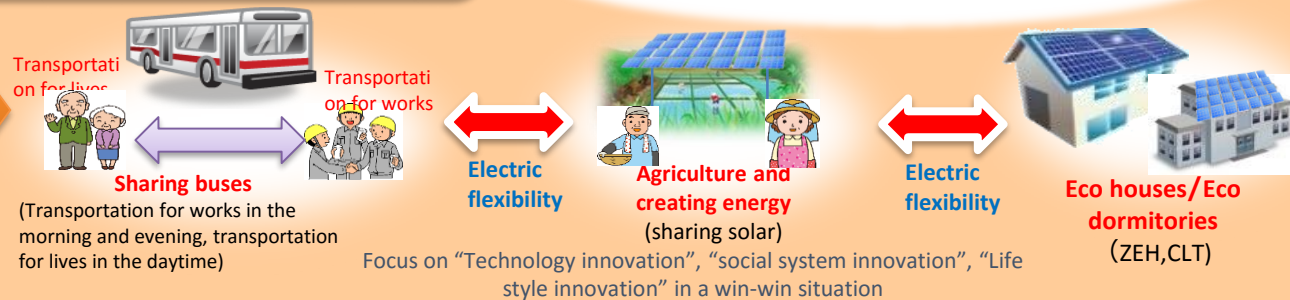 Transportati
on for lives
Transportati
on for works
Sharing buses
(Transportation for works in the
morning and evening, transportation
for lives in the daytime)
Electric
flexibility
Agriculture and
creating energy
(sharing solar)
Electric
flexibility
Eco houses/Eco
dormitories
(ZEH,CLT)
Focus on “Technology innovation”, “social system innovation”, “Life
style innovation” in a win-win situation